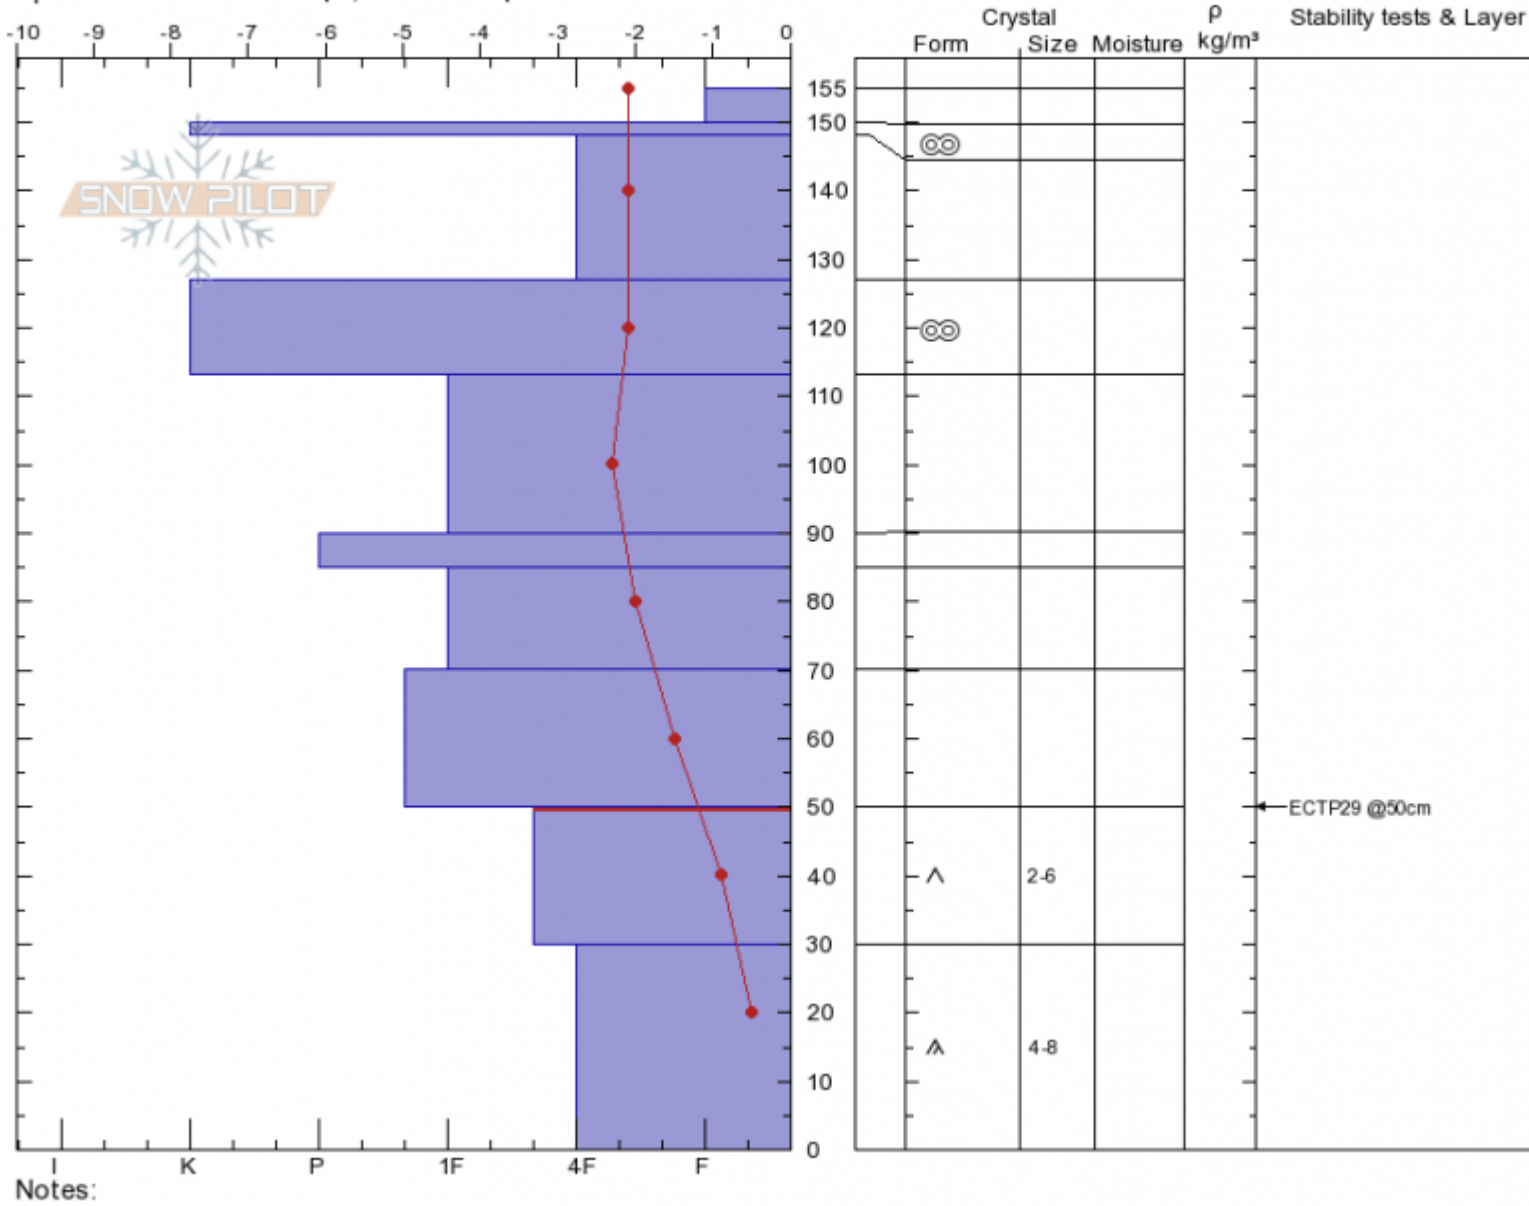 Crystal ρ Stability tests & Layer
-10 -9 -8 -7 -6 -5 -4 -3 -2 -1 0 Form Size Moisture kg/m³
155
150
SNOW PILOT
140
130
120
110
100
90
80
70
60
50 ECTP29 @50cm
40 2-6
30
20
4-8
10
0
I K P 1F 4F F
Notes: